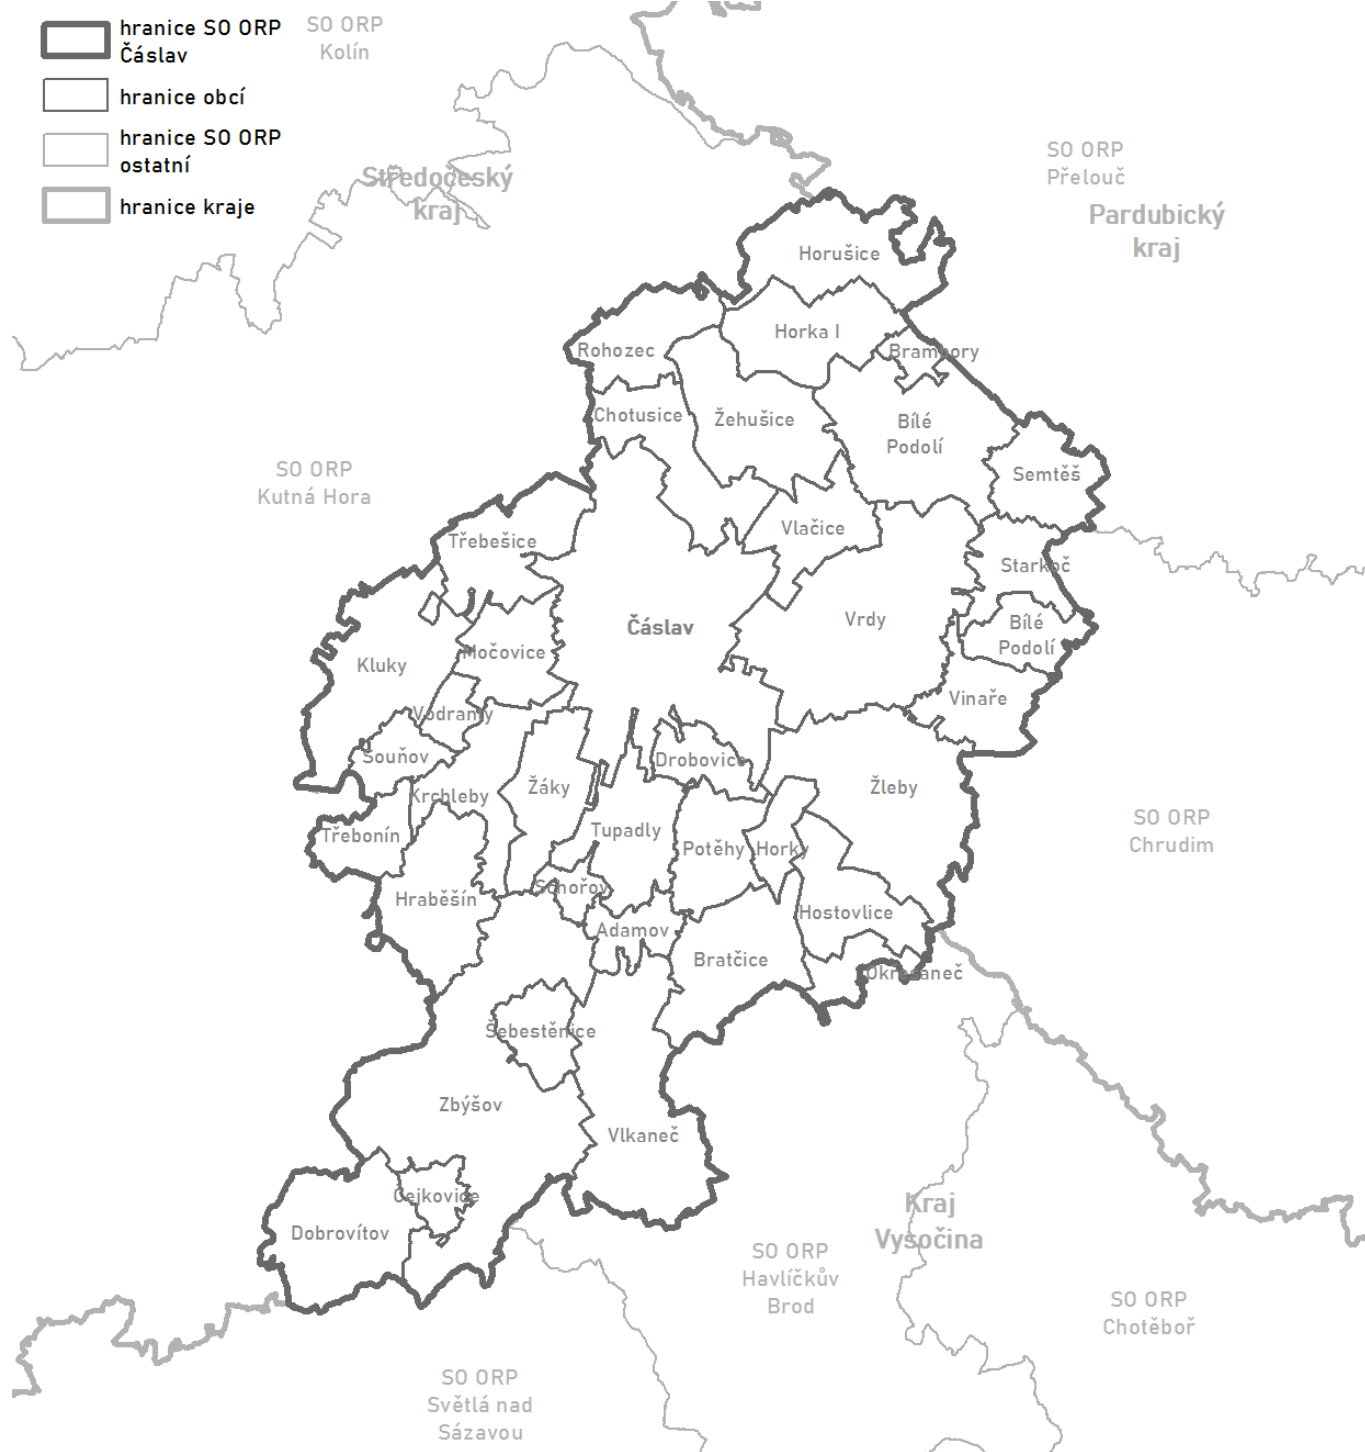 hranice SO ORP
Čáslav
hranice obcí
hranice SO ORP
ostatní
hranice kraje
SO ORP
Kolín
Středočeský
kraj
SO ORP
Přelouč
Pardubický
kraj
Horušice
Horka I
Rohozec
Brambory
Chotusice
Žehušice
Bílé
Podolí
SO ORP
Kutná Hora
Semtěš
Vlačice
Třebešice
Starkoč
Čáslav
Vrdy
Bílé
Podolí
Močovice
Kluky
Vinaře
Vodranty
Souňov
Drobovice
Krchleby
Žáky
Žleby
Třebonín
Tupadly
Potěhy
Horky
SO ORP
Chrudim
Schořov
Hraběšín
Hostovlice
Adamov
Bratčice
Okřesaneč
Šebestěnice
Zbýšov
Vlkaneč
Čejkovice
Dobrovítov
Kraj
Vysočina
SO ORP
Havlíčkův
Brod
SO ORP
Chotěboř
SO ORP
Světlá nad
Sázavou